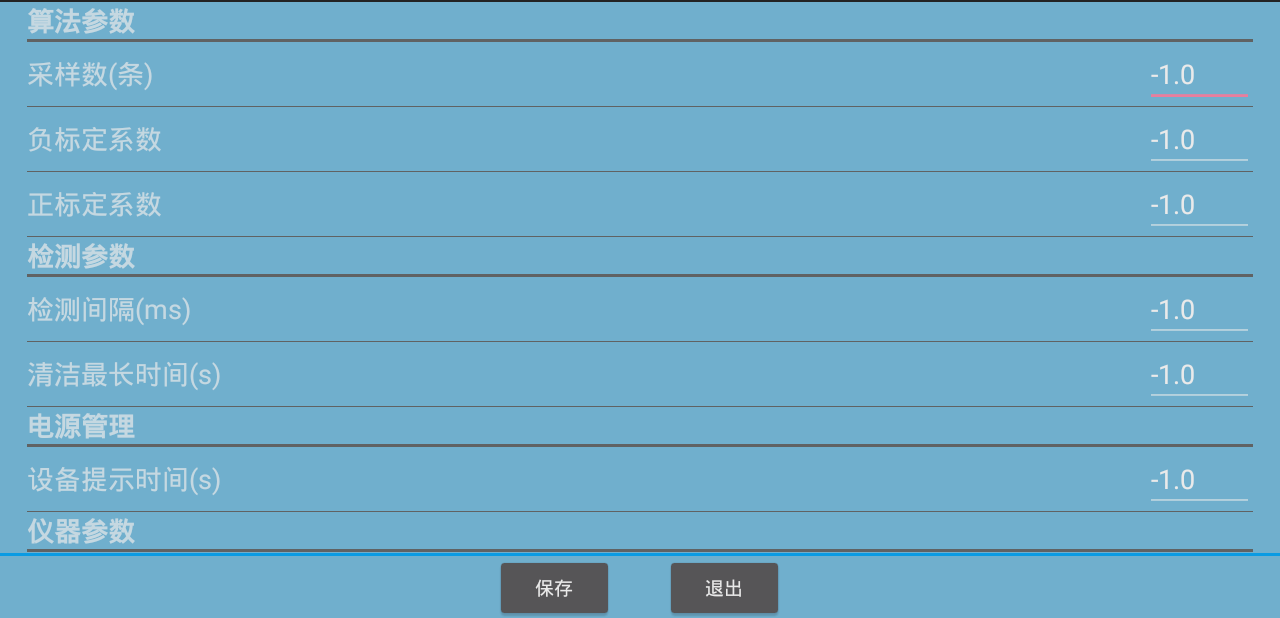 算法参数
采样数(条) -1.0
负标定系数 -1.0
正标定系数 -1.0
检测参数
检测间隔(ms) -1.0
清洁最长时间(s) -1.0
电源管理
设备提示时间(s) -1.0
仪器参数
保存 退出